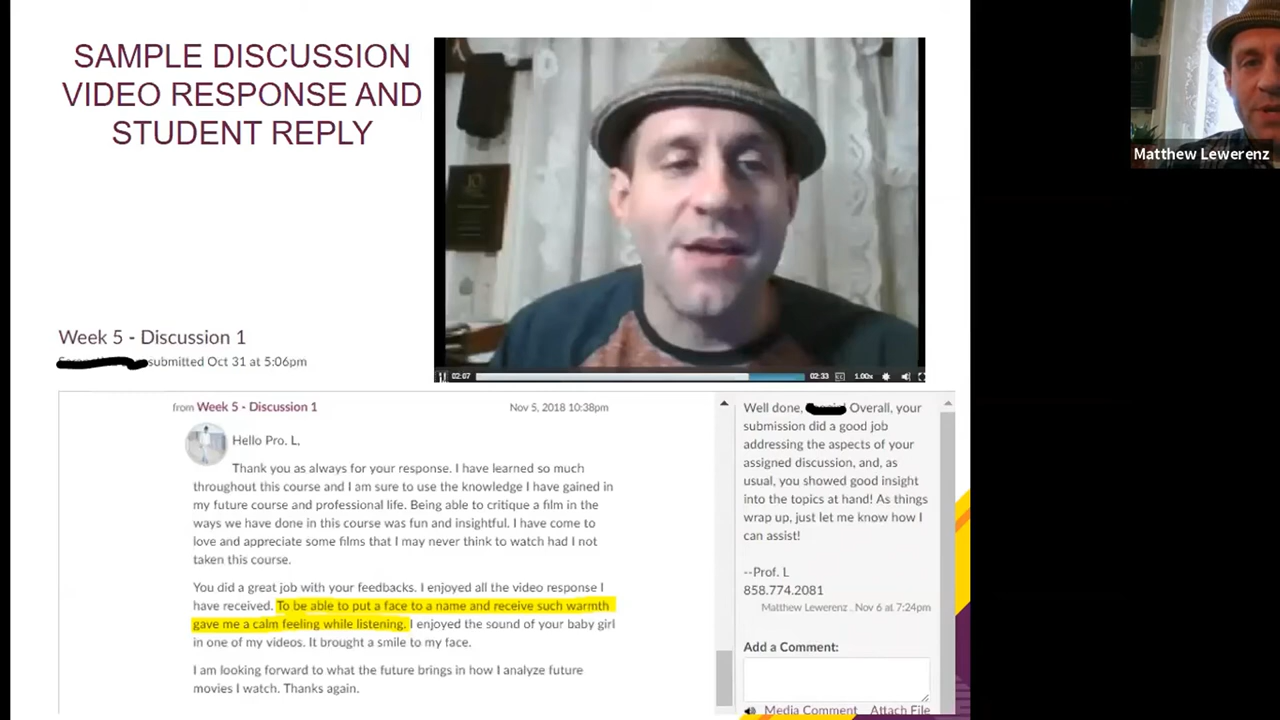 SAMPLE DISCUSSION
VIDEO RESPONSE AND
STUDENT REPLY
Matthew Lewerenz
02:07
02:33
1.00x
Week 5 - Discussion 1
submitted Oct 31 at 5:06pm
from Week 5 - Discussion 1
Nov 5, 2018 10:38pm
Hello Pro. L,
Thank you as always for your response. I have learned so much
throughout this course and I am sure to use the knowledge I have gained in
my future course and professional life. Being able to critique a film in the
ways we have done in this course was fun and insightful. I have come to
love and appreciate some films that I may never think to watch had I not
taken this course.
You did a great job with your feedbacks. I enjoyed all the video response I
have received. To be able to put a face to a name and receive such warmth
gave me a calm feeling while listening. I enjoyed the sound of your baby girl
in one of my videos. It brought a smile to my face.
I am looking forward to what the future brings in how I analyze future
movies I watch. Thanks again.
Well done, Overall, your
submission did a good job
addressing the aspects of your
assigned discussion, and, as
usual, you showed good insight
into the topics at hand! As things
wrap up, just let me know how I
can assist!
--Prof. L
858.774.2081
Matthew Lewerenz , Nov 6 at 7:24pm
Add a Comment:
Media Comment Attach File